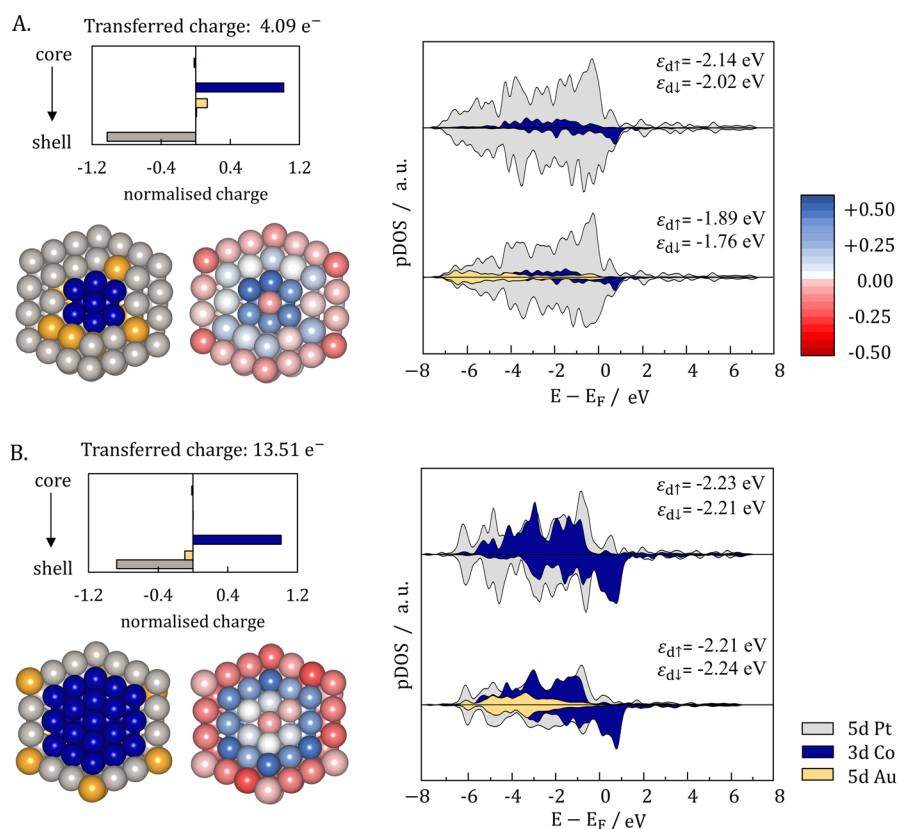 A.
Transferred charge: 4.09 e⁻
core
shell
-1.2 -0.4 0.4 1.2
normalised charge
εd↑= -2.14 eV
εd↓= -2.02 eV
εd↑= -1.89 eV
εd↓= -1.76 eV
pDOS / a. u.
−8 -6 -4 -2 0 2 4 6 8
E − EF / eV
+0.50
+0.25
0.00
-0.25
-0.50
B.
Transferred charge: 13.51 e⁻
core
shell
-1.2 -0.4 0.4 1.2
normalised charge
εd↑= -2.23 eV
εd↓= -2.21 eV
εd↑= -2.21 eV
εd↓= -2.24 eV
pDOS / a. u.
−8 -6 -4 -2 0 2 4 6 8
E − EF / eV
5d Pt
3d Co
5d Au